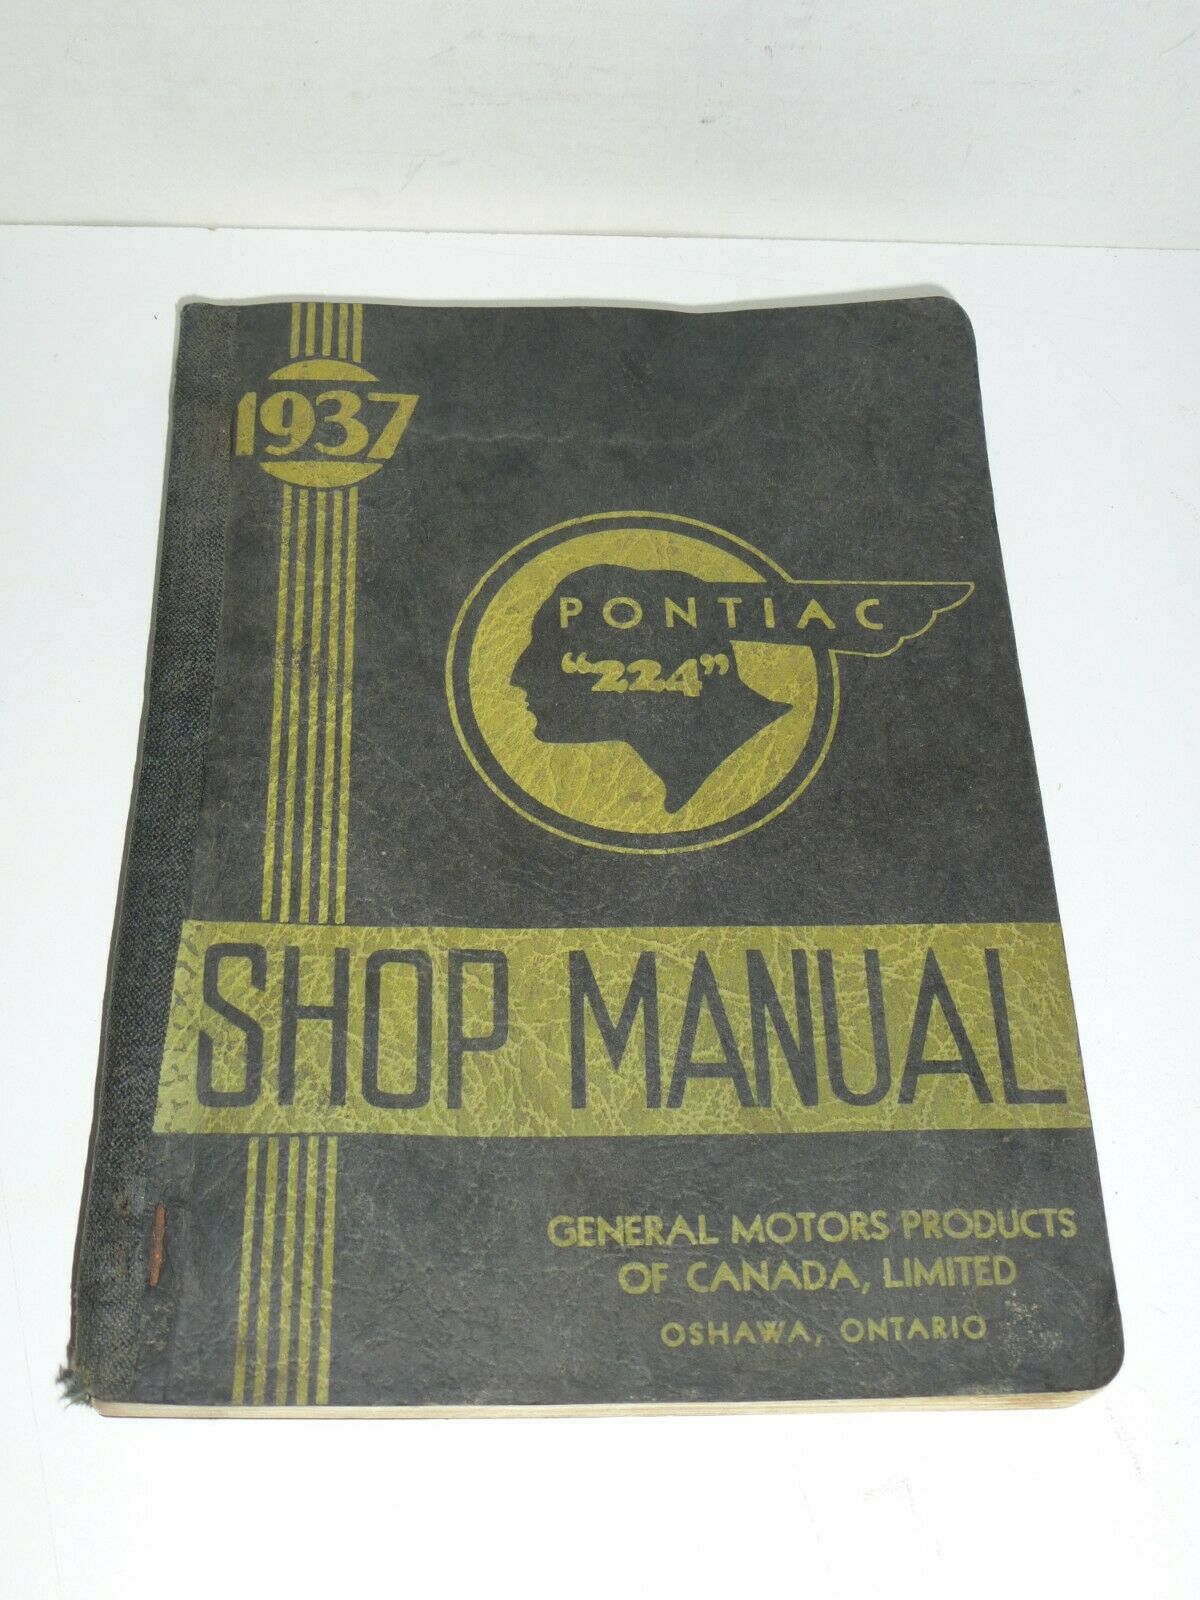 1937
PONTIAC
"224"
SHOP MANUAL
GENERAL MOTORS PRODUCTS
OF CANADA, LIMITED
OSHAWA, ONTARIO